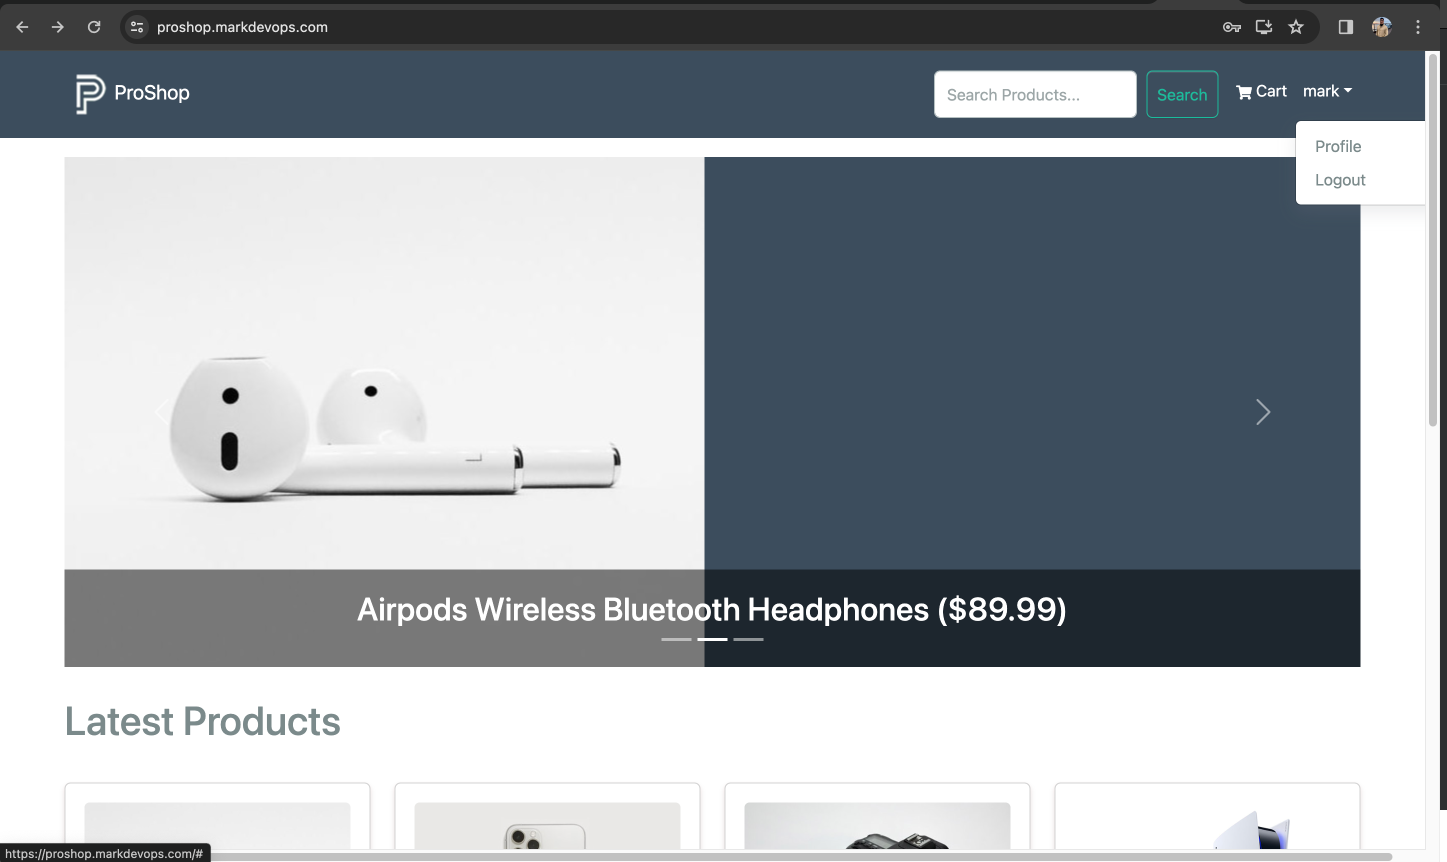 proshop.markdevops.com
ProShop
Search Products...
Search
Cart
mark
Profile
Logout
Airpods Wireless Bluetooth Headphones ($89.99)
Latest Products
https://proshop.markdevops.com/#